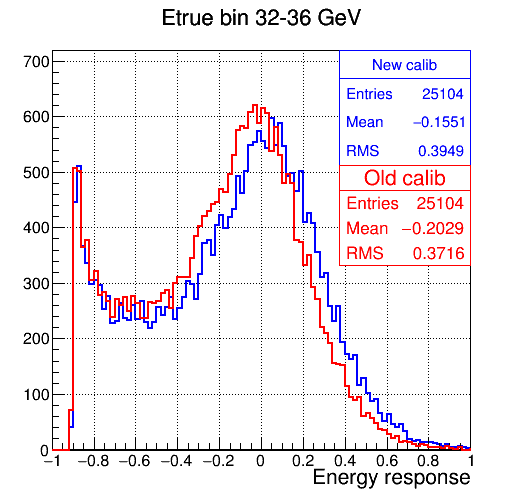 Etrue bin 32-36 GeV
New calib
Entries 25104
Mean −0.1551
RMS 0.3949
Old calib
Entries 25104
Mean −0.2029
RMS 0.3716
700
600
500
400
300
200
100
0
−1 −0.8 −0.6 −0.4 −0.2 0 0.2 0.4 0.6 0.8 1
Energy response